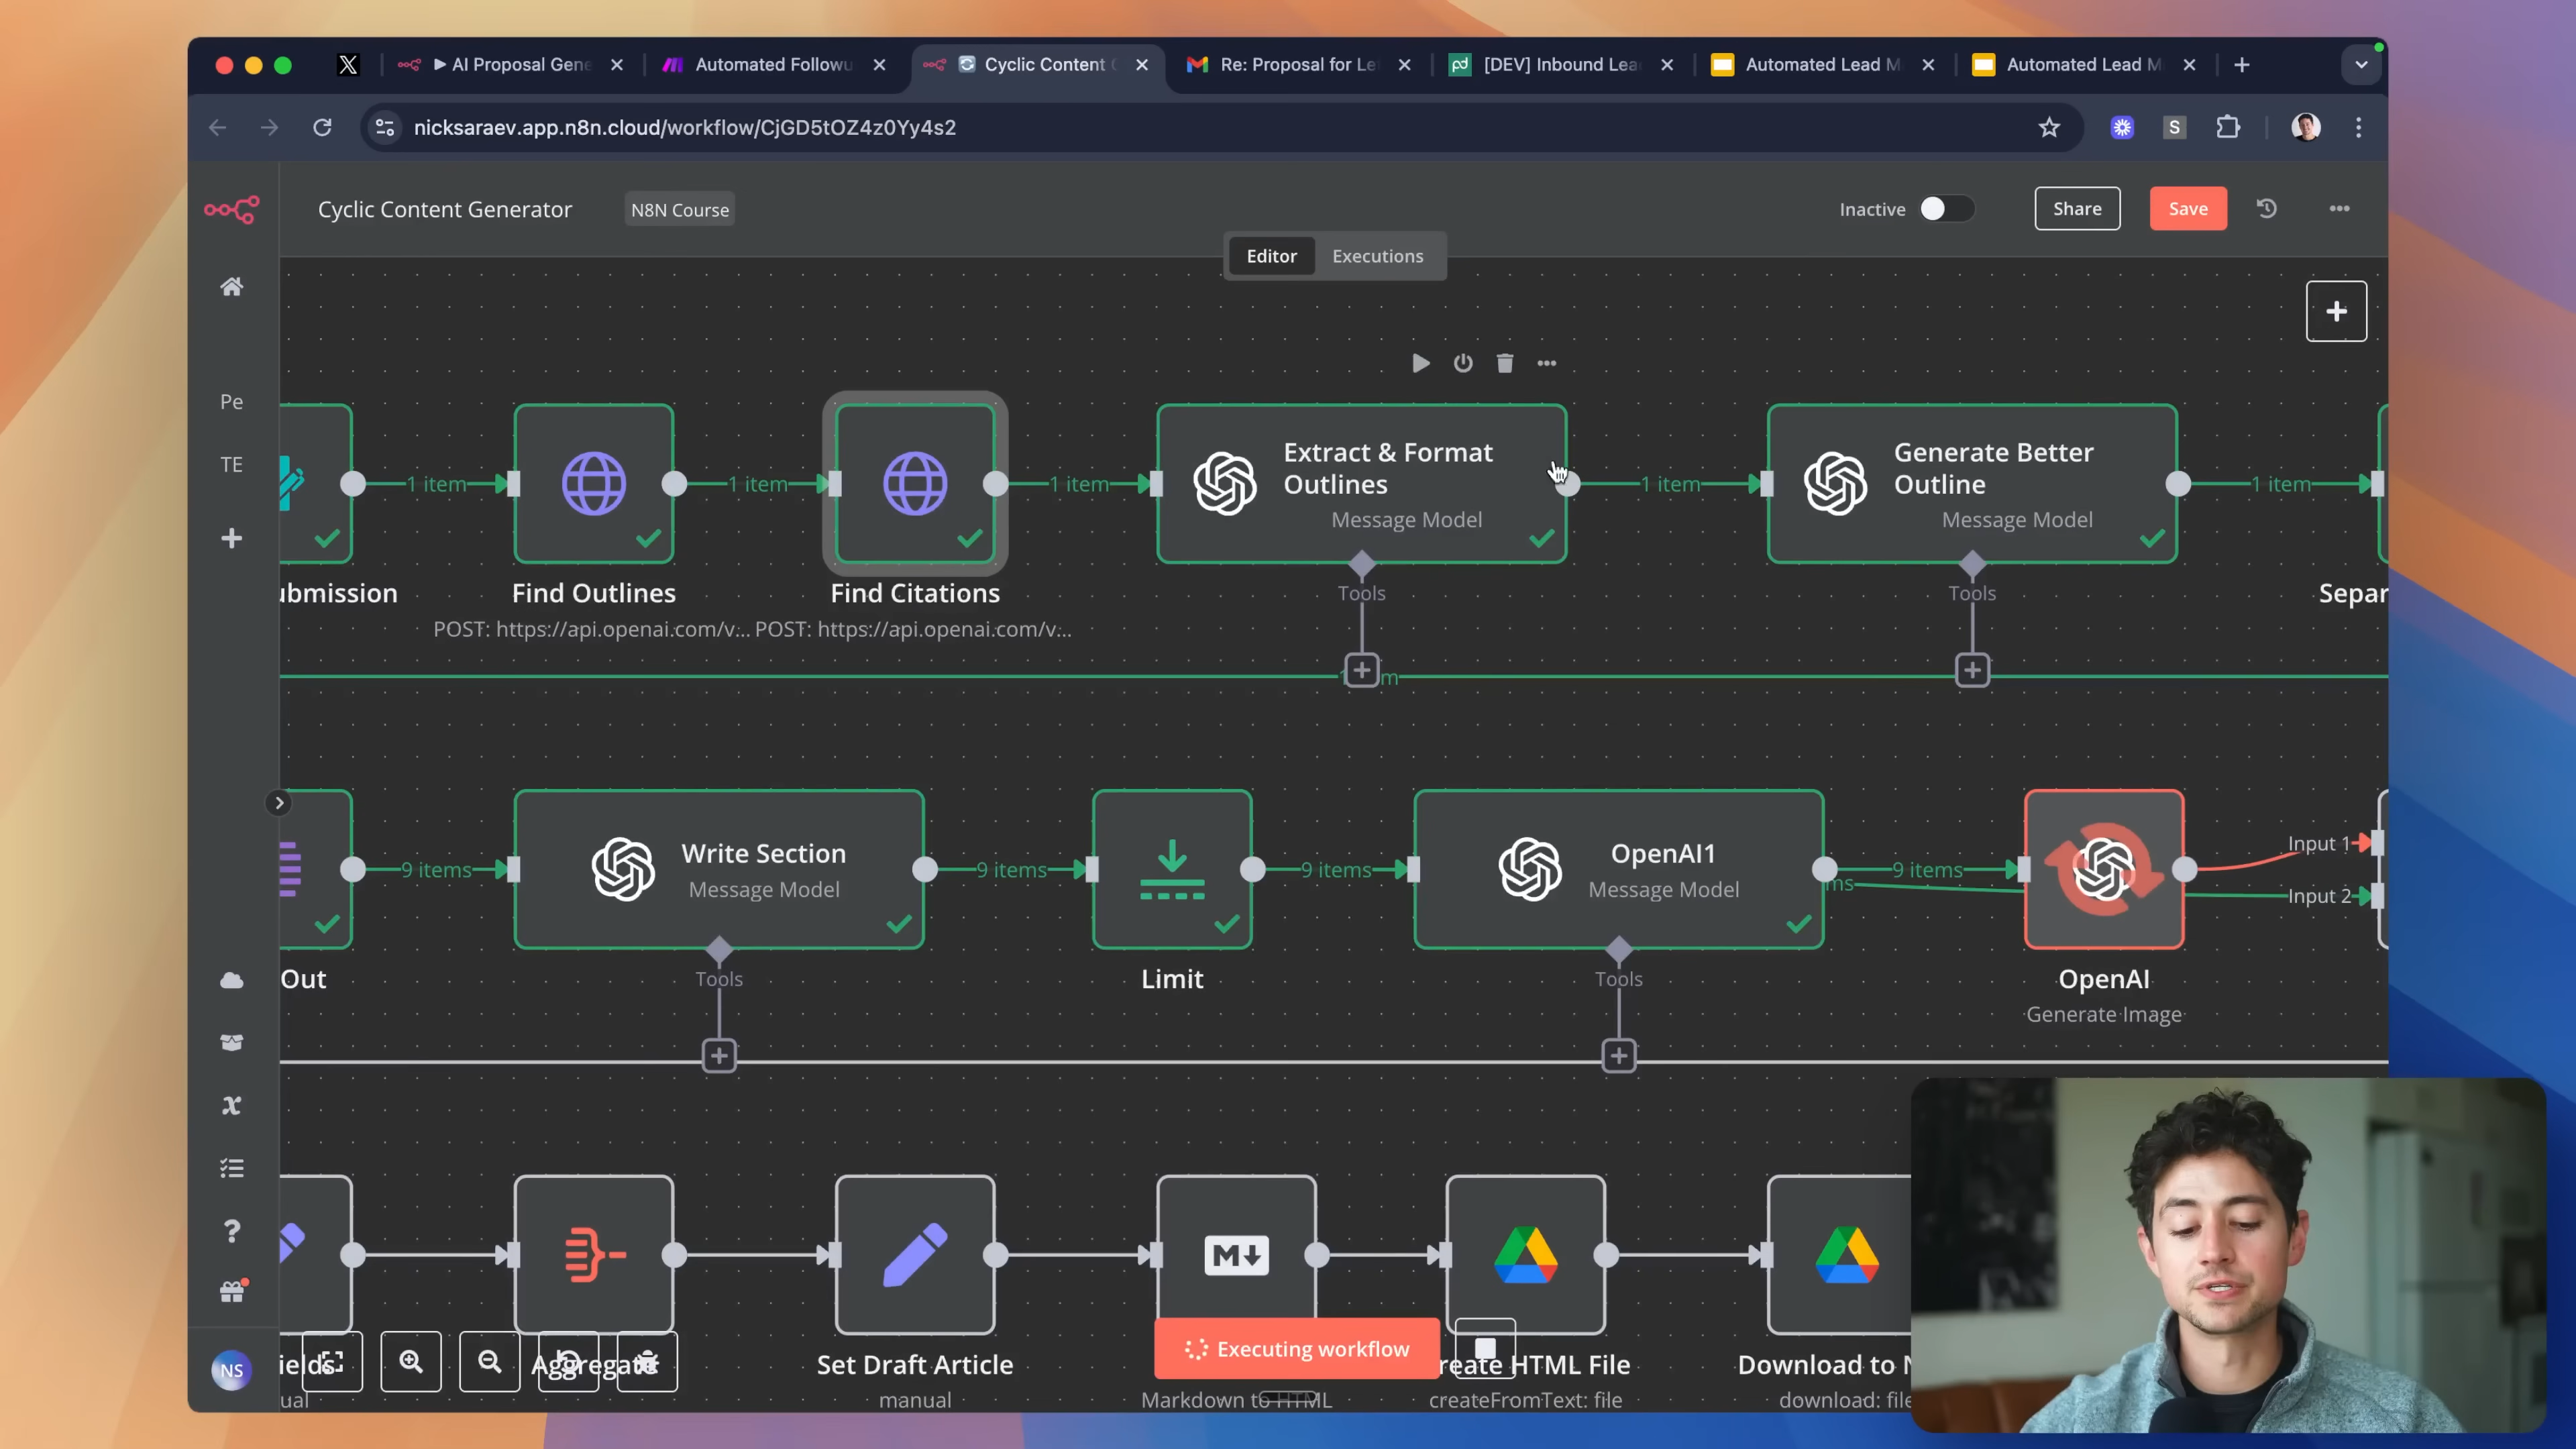 AI Proposal Gene
Automated Followu
Cyclic Content
Re: Proposal for Le
[DEV] Inbound Lea
Automated Lead M
Automated Lead M
nicksaraev.app.n8n.cloud/workflow/CjGD5tOZ4z0Yy4s2
S
Cyclic Content Generator
N8N Course
Inactive
Share
Save
Editor
Executions
Pe
TE
1 item
1 item
1 item
Extract & Format
Outlines
Message Model
1 item
Generate Better
Outline
Message Model
1 item
ubmission
Find Outlines
Find Citations
Tools
Tools
Separ
POST: https://api.openai.com/v...
POST: https://api.openai.com/v...
9 items
Write Section
Message Model
9 items
9 items
OpenAI1
Message Model
ms
9 items
Input 1
Input 2
Out
Tools
Limit
Tools
OpenAI
Generate Image
M
Executing workflow
NS
ields
ual
Aggregate
Set Draft Article
manual
Markdown to HTML
reate HTML File
createFromText: file
Download to
download: file